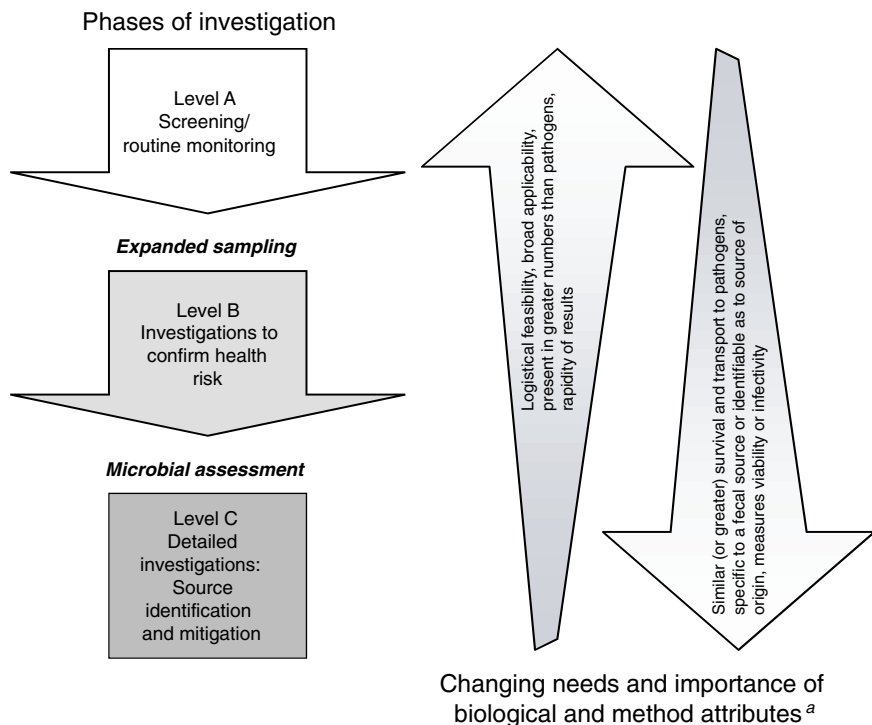 Phases of investigation
Level A
Screening/
routine monitoring
Expanded sampling
Level B
Investigations to
confirm health
risk
Microbial assessment
Level C
Detailed
investigations:
Source
identification
and mitigation
Logistical feasibility, broad applicability,
present in greater numbers than pathogens,
rapidity of results
Similar (or greater) survival and transport to pathogens,
specific to a fecal source or identifiable as to source of
origin, measures viability or infectivity
Changing needs and importance of
biological and method attributes a